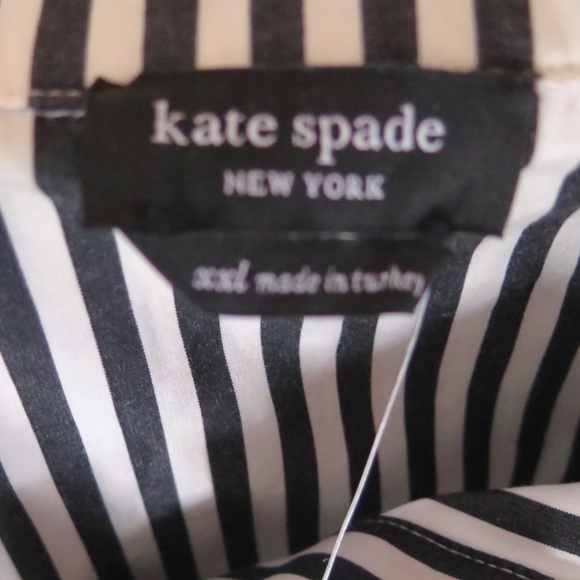 kate spade
NEW YORK
xxl made in turkey